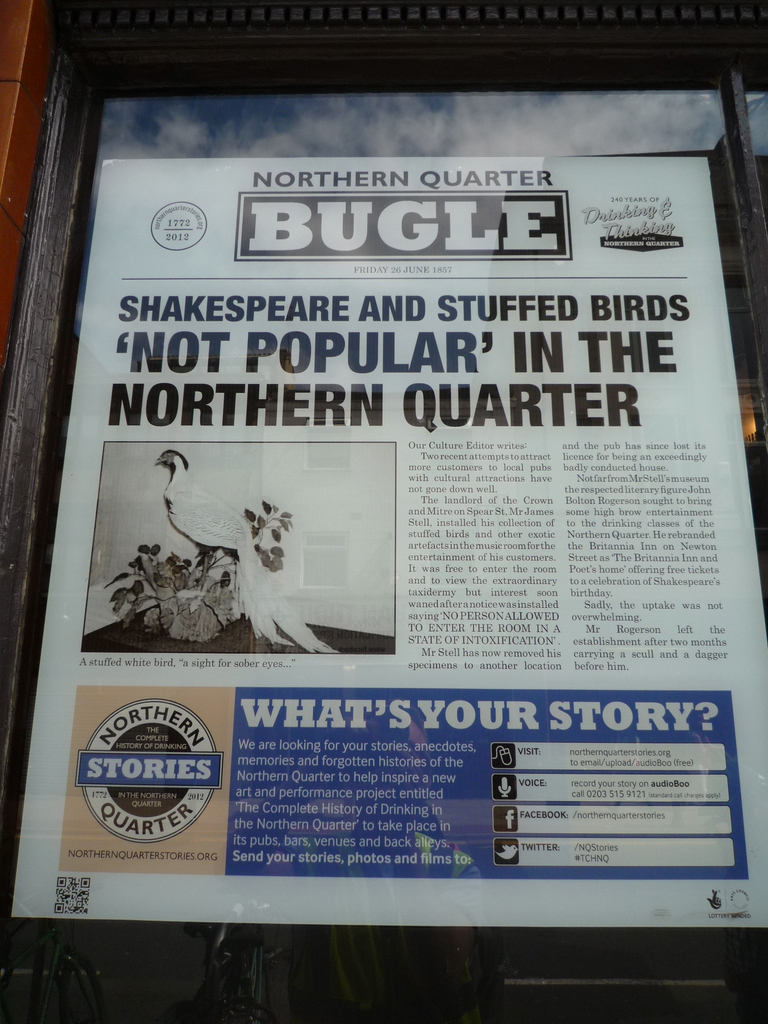 NORTHERN QUARTER
BUGLE
northernquarterstories.org
1772
2012
240 YEARS OF
Drinking &
Thinking
IN THE
NORTHERN QUARTER
FRIDAY 26 JUNE 1857
SHAKESPEARE AND STUFFED BIRDS
‘NOT POPULAR’ IN THE
NORTHERN QUARTER
A stuffed white bird, "a sight for sober eyes..."
Our Culture Editor writes:
Two recent attempts to attract
more customers to local pubs
with cultural attractions have
not gone down well.
The landlord of the Crown
and Mitre on Spear St, Mr James
Stell, installed his collection of
stuffed birds and other exotic
artefacts in the music room for the
entertainment of his customers.
It was free to enter the room
and to view the extraordinary
taxidermy but interest soon
waned after a notice was installed
saying 'NO PERSON ALLOWED
TO ENTER THE ROOM IN A
STATE OF INTOXIFICATION'.
Mr Stell has now removed his
specimens to another location
and the pub has since lost its
licence for being an exceedingly
badly conducted house.
Not far from Mr Stell's museum
the respected literary figure John
Bolton Rogerson sought to bring
some high brow entertainment
to the drinking classes of the
Northern Quarter. He rebranded
the Britannia Inn on Newton
Street as 'The Britannia Inn and
Poet's home' offering free tickets
to a celebration of Shakespeare's
birthday.
Sadly, the uptake was not
overwhelming.
Mr Rogerson left the
establishment after two months
carrying a scull and a dagger
before him.
NORTHERN
THE
COMPLETE
HISTORY OF DRINKING
STORIES
1772 IN THE NORTHERN 2012
QUARTER
QUARTER
NORTHERNQUARTERSTORIES.ORG
WHAT'S YOUR STORY?
We are looking for your stories, anecdotes,
memories and forgotten histories of the
Northern Quarter to help inspire a new
art and performance project entitled
'The Complete History of Drinking in
the Northern Quarter' to take place in
its pubs, bars, venues and back alleys.
Send your stories, photos and films to:
VISIT: northernquarterstories.org
to email/upload/audioBoo (free)
VOICE: record your story on audioBoo
call 0203 515 9121 (standard call charges apply)
FACEBOOK: /northernquarterstories
TWITTER: /NQStories
#TCHNQ
LOTTERY FUNDED